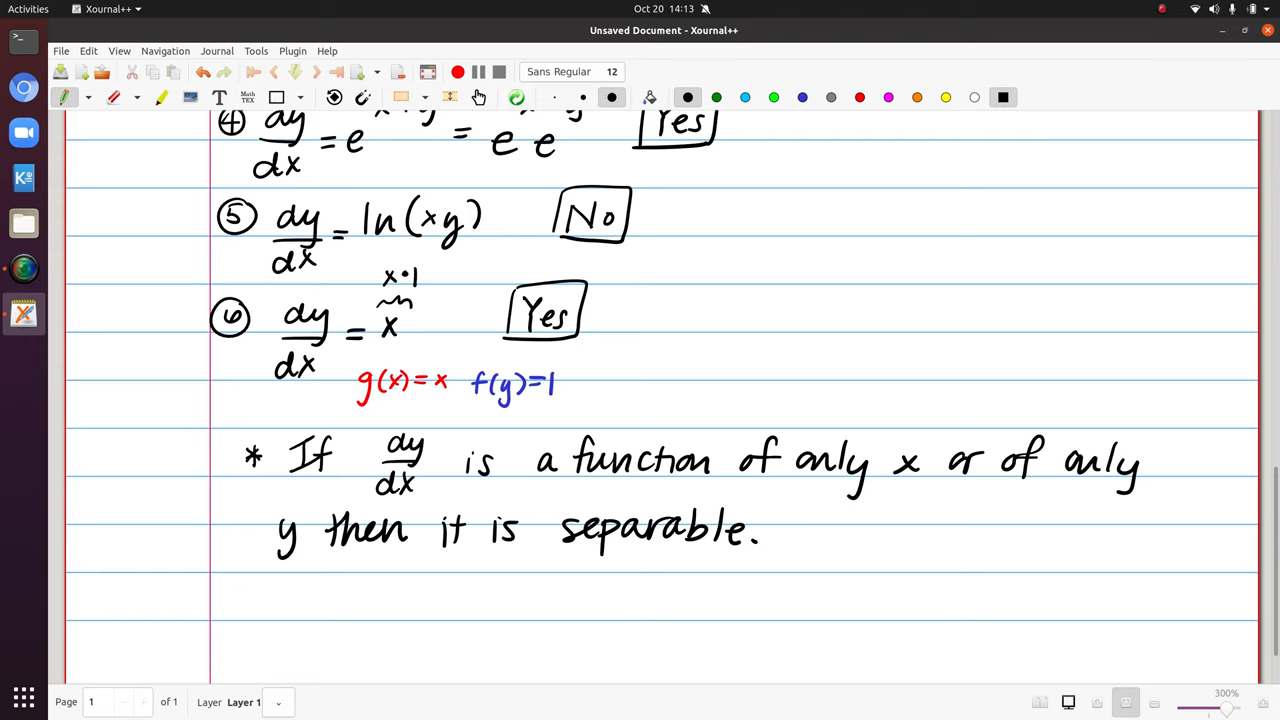 Activities Xournal++ Oct 20 14:13
Unsaved Document - Xournal++
File Edit View Navigation Journal Tools Plugin Help
Sans Regular 12
④ dy/dx = e^(x+y) = e^x e^y Yes
⑤ dy/dx = ln(xy) No
x·1
⑥ dy/dx = x Yes
g(x)=x f(y)=1
* If dy/dx is a function of only x or of only
y then it is separable.
Page 1 of 1 Layer Layer 1 300%